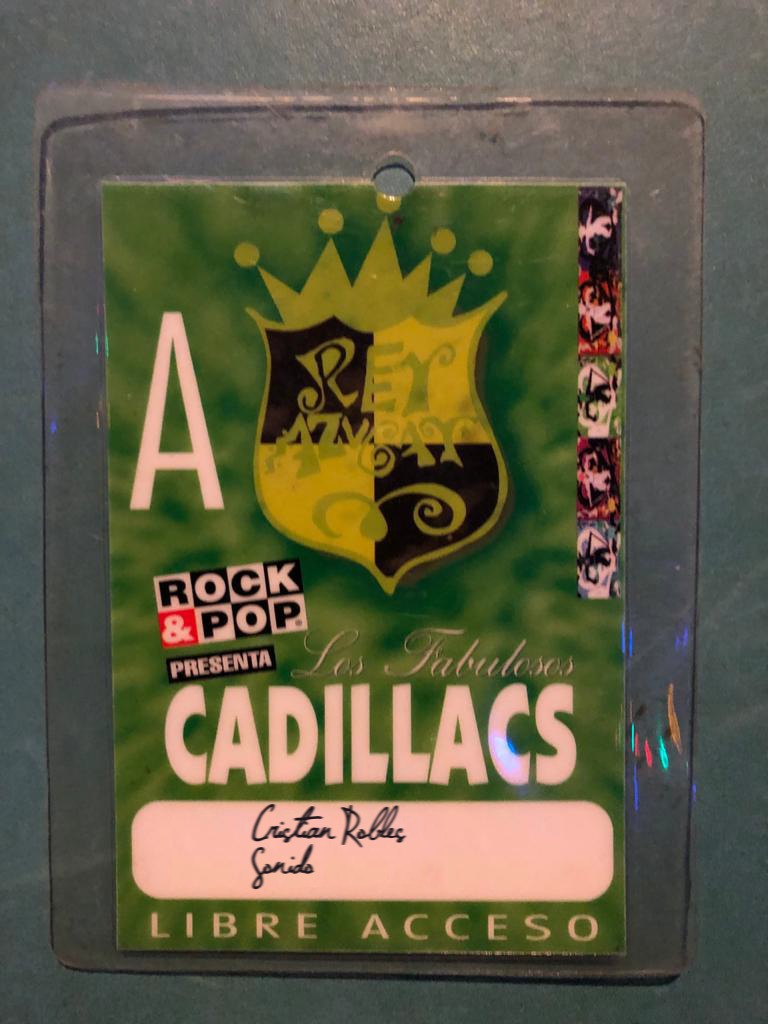 A
REY
AZUCAR
ROCK
& POP®
PRESENTA
Los Fabulosos
CADILLACS
Cristian Robles
Sonido
LIBRE ACCESO